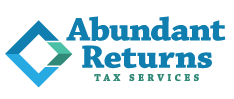 Abundant
Returns
TAX SERVICES